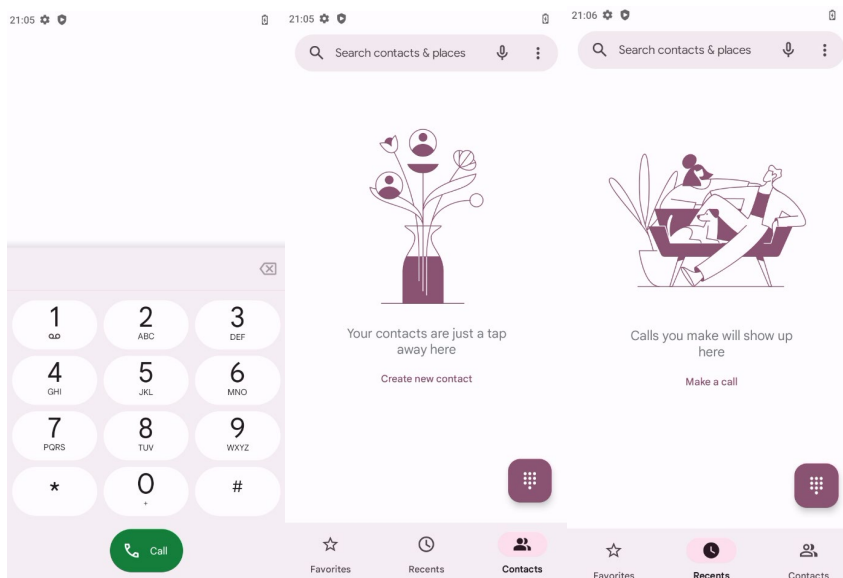 21:05
1
2
ABC
3
DEF
4
GHI
5
JKL
6
MNO
7
PQRS
8
TUV
9
WXYZ
*
0
+
#
Call
21:05
Search contacts & places
Your contacts are just a tap
away here
Create new contact
Favorites
Recents
Contacts
21:06
Search contacts & places
Calls you make will show up
here
Make a call
Favorites
Recents
Contacts